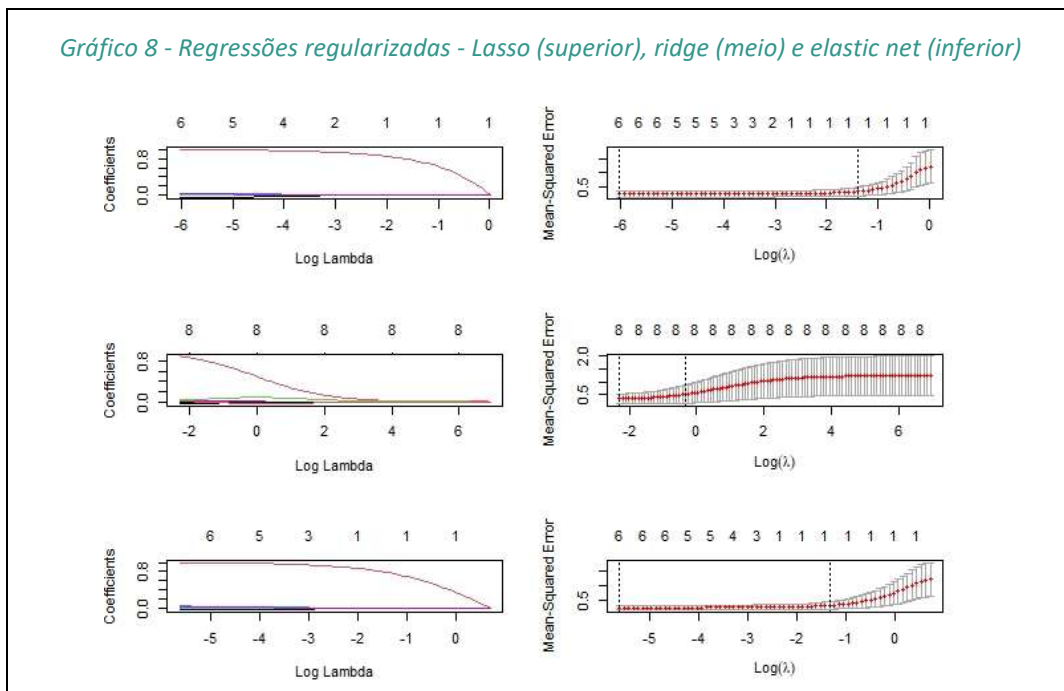 Gráfico 8 - Regressões regularizadas - Lasso (superior), ridge (meio) e elastic net (inferior)
6 5 4 2 1 1 1
Coefficients
0.8
0.0
-6 -5 -4 -3 -2 -1 0
Log Lambda
6 6 6 5 5 5 3 3 2 1 1 1 1 1 1 1 1 1
Mean-Squared Error
0.5
-6 -5 -4 -3 -2 -1 0
Log(λ)
8 8 8 8 8
Coefficients
0.8
0.0
-2 0 2 4 6
Log Lambda
8 8 8 8 8 8 8 8 8 8 8 8 8 8 8 8 8
Mean-Squared Error
2.0
0.5
-2 0 2 4 6
Log(λ)
6 5 3 1 1 1
Coefficients
0.8
0.0
-5 -4 -3 -2 -1 0
Log Lambda
6 6 6 5 5 4 3 1 1 1 1 1 1 1
Mean-Squared Error
0.5
-5 -4 -3 -2 -1 0
Log(λ)